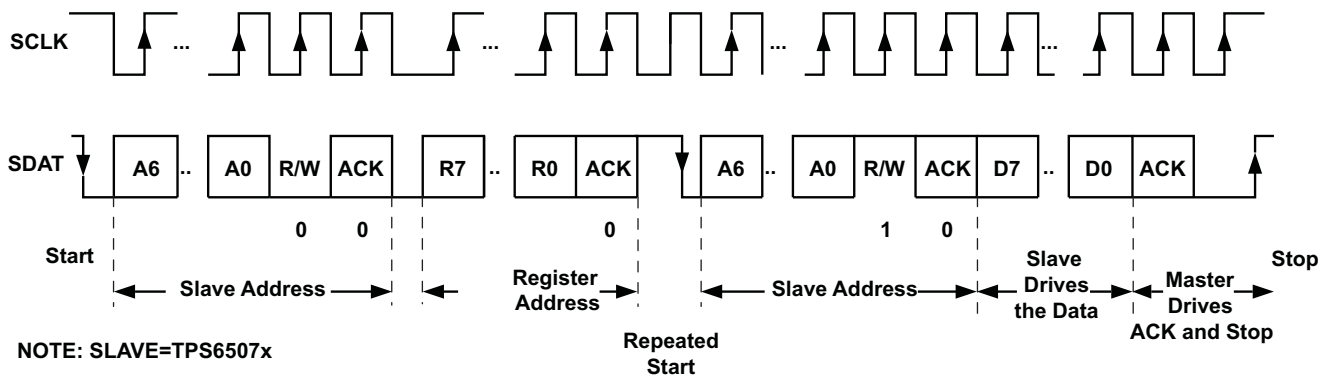 SCLK ... ... ... ...
SDAT A6 .. A0 R/W ACK R7 .. R0 ACK A6 .. A0 R/W ACK D7 .. D0 ACK
0 0 0 1 0
Start
Slave Address
Register
Address
Repeated
Start
Slave Address
Slave
Drives
the Data
Master
Drives
ACK and Stop
Stop
NOTE: SLAVE=TPS6507x